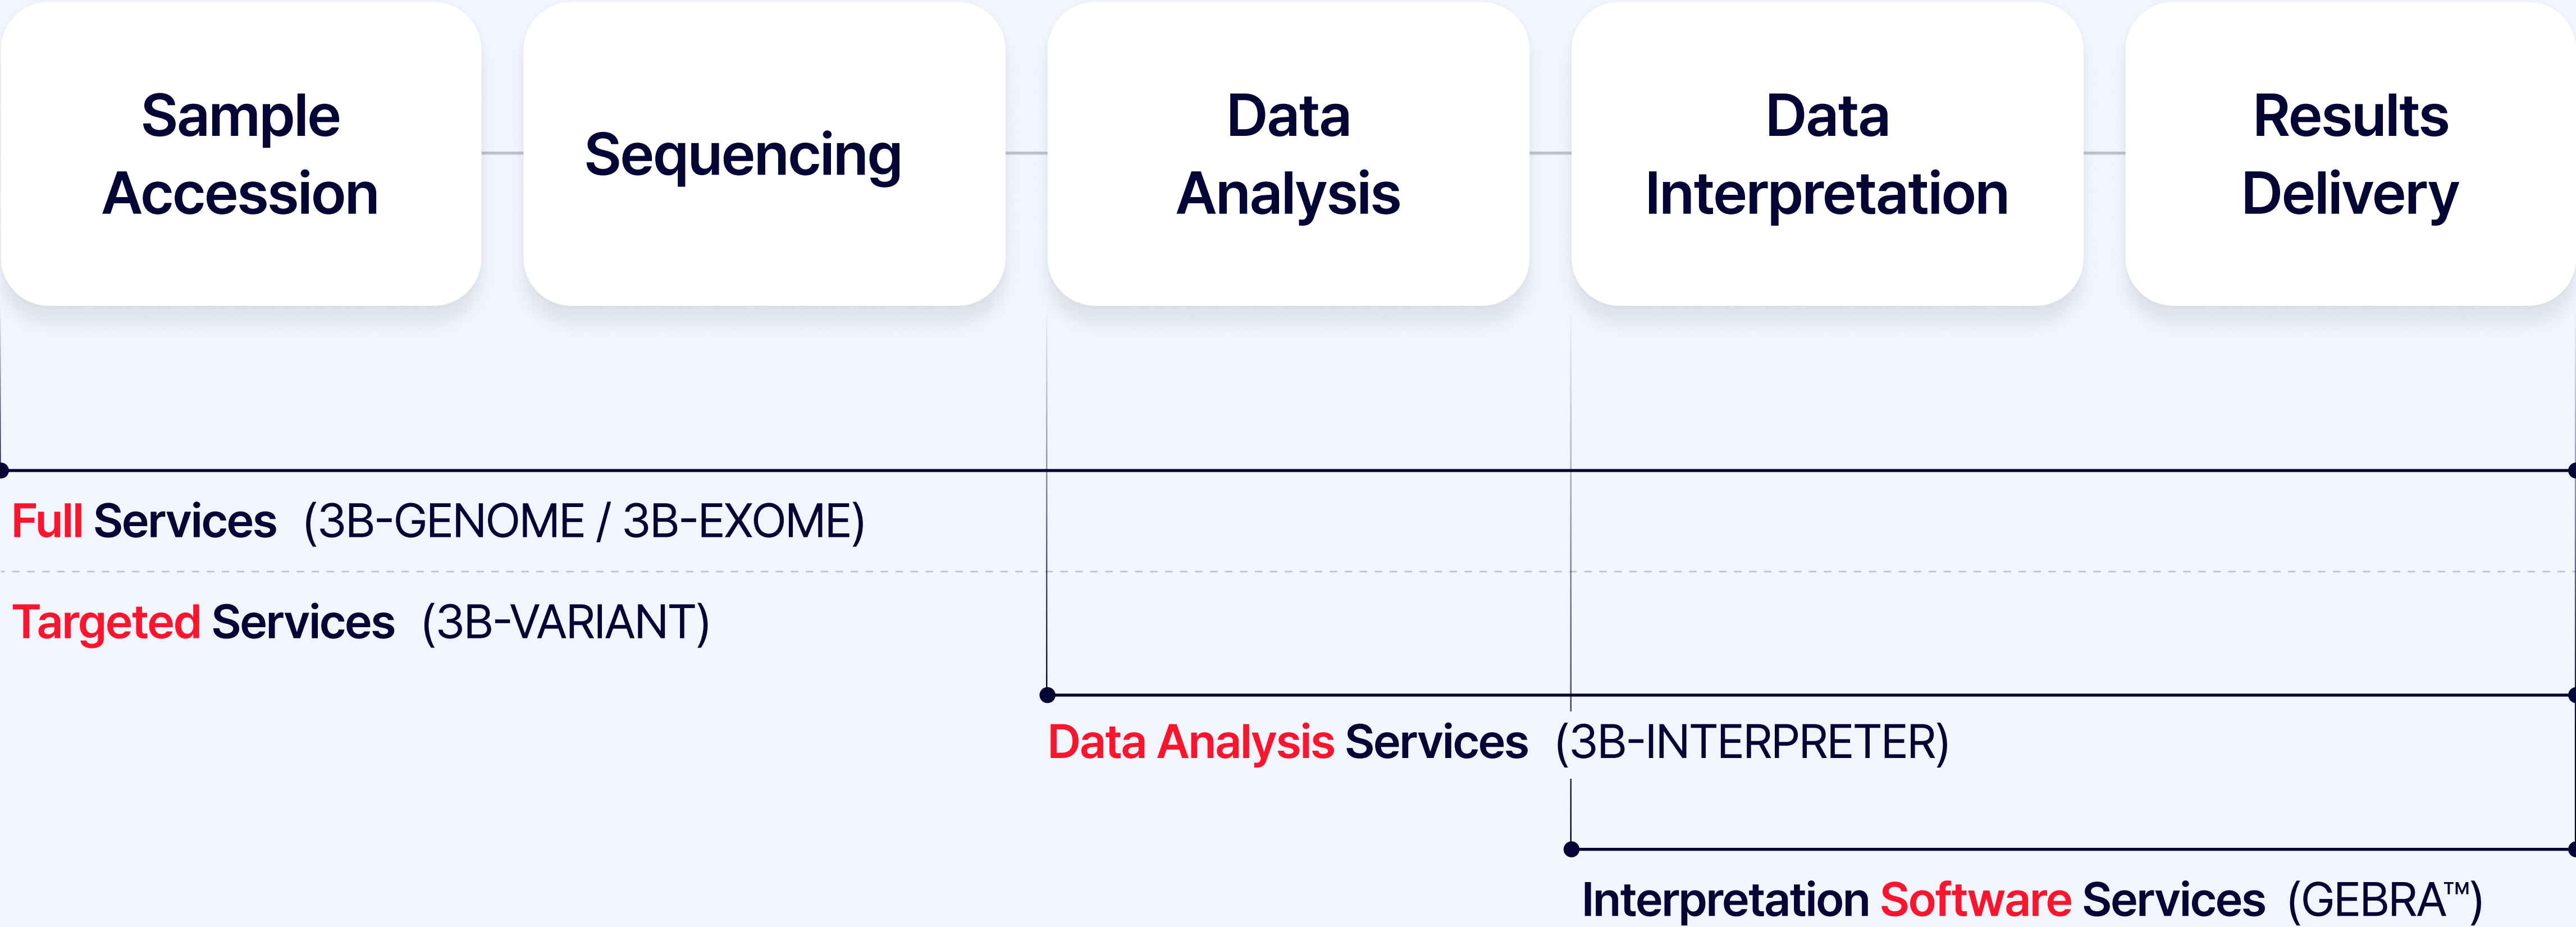 Sample
Accession
Sequencing
Data
Analysis
Data
Interpretation
Results
Delivery
Full Services (3B-GENOME / 3B-EXOME)
Targeted Services (3B-VARIANT)
Data Analysis Services (3B-INTERPRETER)
Interpretation Software Services (GEBRA™)